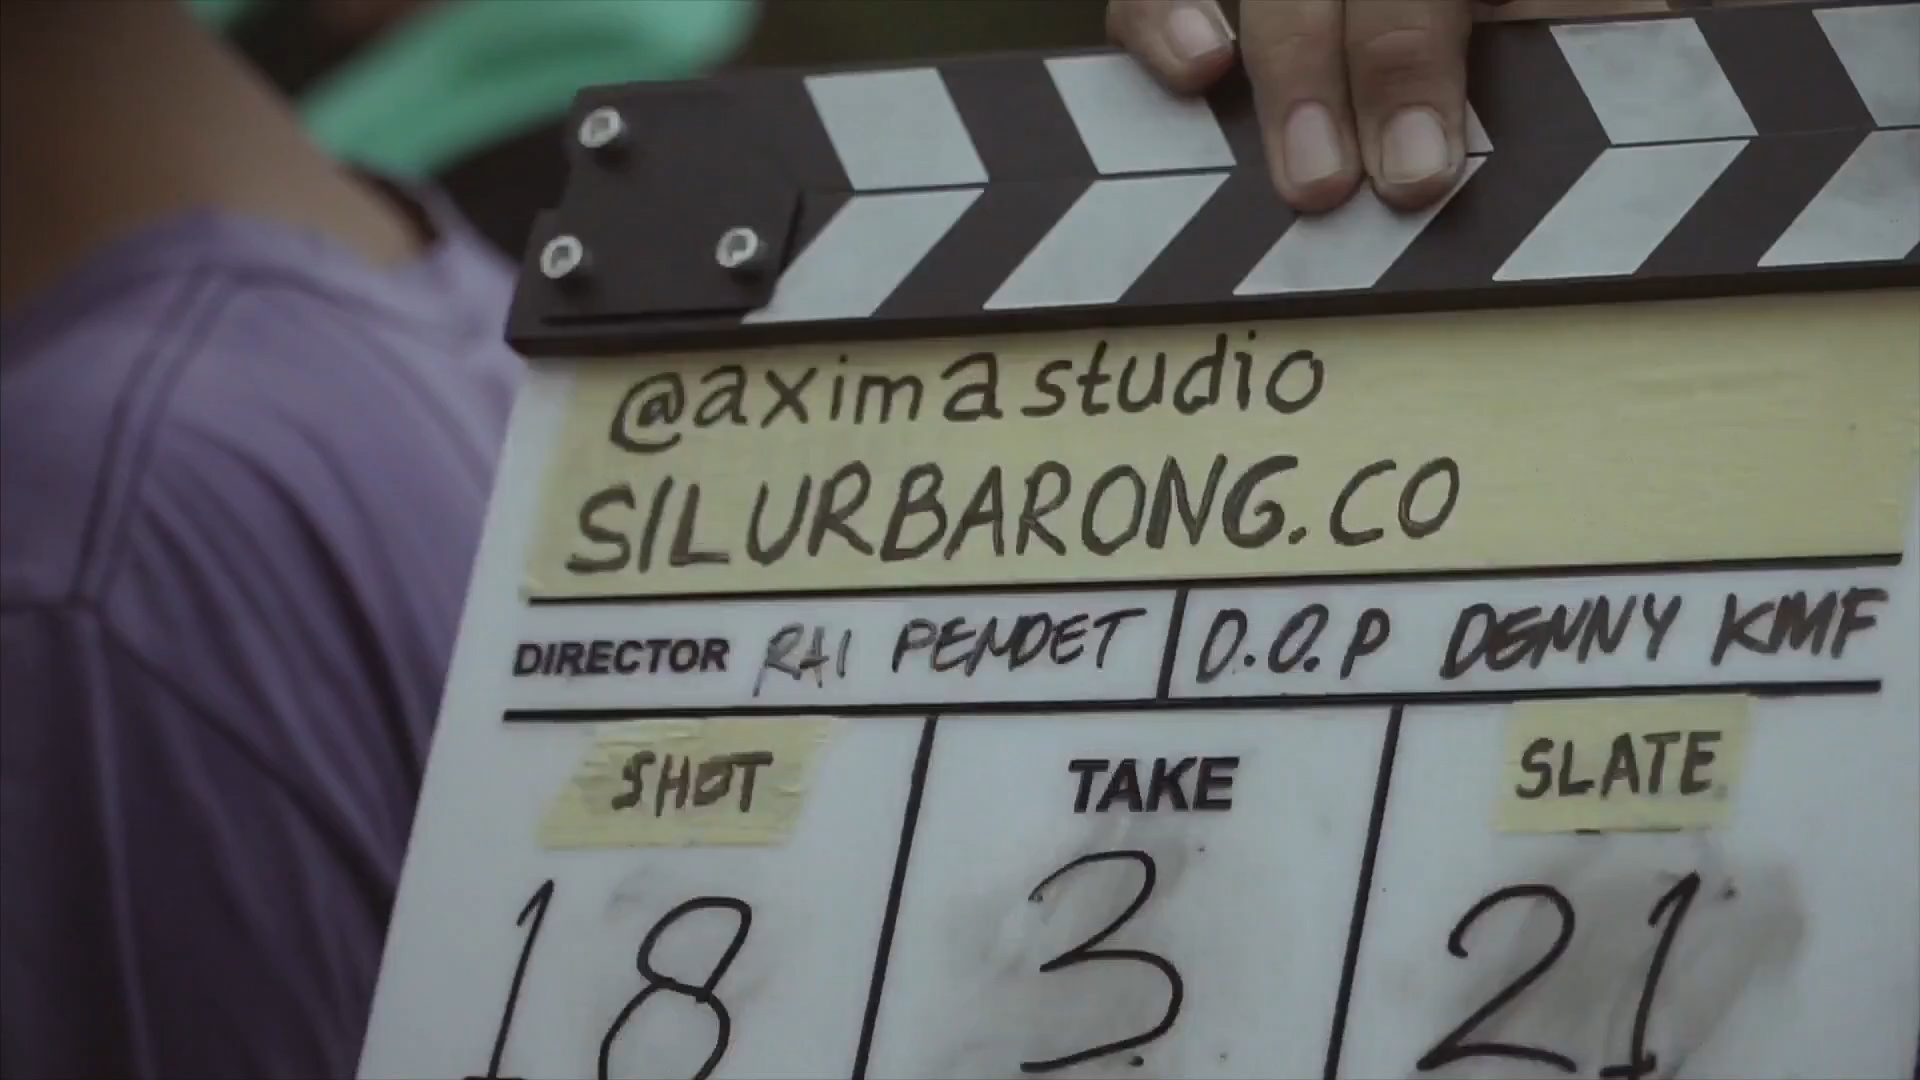 @aximastudio
SILURBARONG.CO
DIRECTOR RAI PENDET D.O.P DENNY KMF
SHOT TAKE SLATE
18 3 21